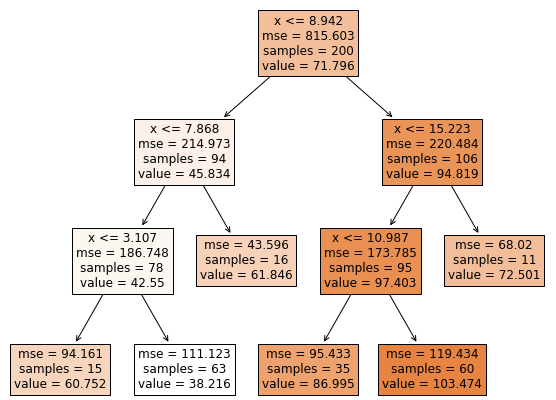 x <= 8.942
mse = 815.603
samples = 200
value = 71.796
x <= 7.868
mse = 214.973
samples = 94
value = 45.834
x <= 15.223
mse = 220.484
samples = 106
value = 94.819
x <= 3.107
mse = 186.748
samples = 78
value = 42.55
mse = 43.596
samples = 16
value = 61.846
x <= 10.987
mse = 173.785
samples = 95
value = 97.403
mse = 68.02
samples = 11
value = 72.501
mse = 94.161
samples = 15
value = 60.752
mse = 111.123
samples = 63
value = 38.216
mse = 95.433
samples = 35
value = 86.995
mse = 119.434
samples = 60
value = 103.474